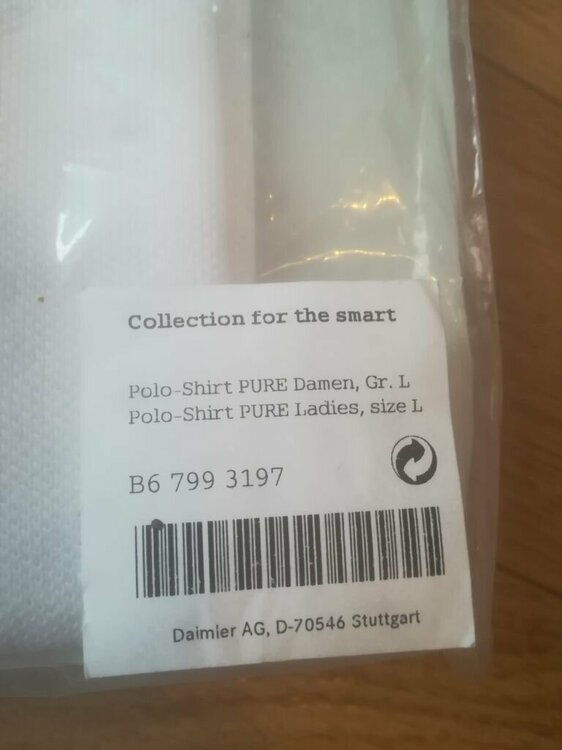 Collection for the smart
Polo-Shirt PURE Damen, Gr. L
Polo-Shirt PURE Ladies, size L
B6 799 3197
Daimler AG, D-70546 Stuttgart